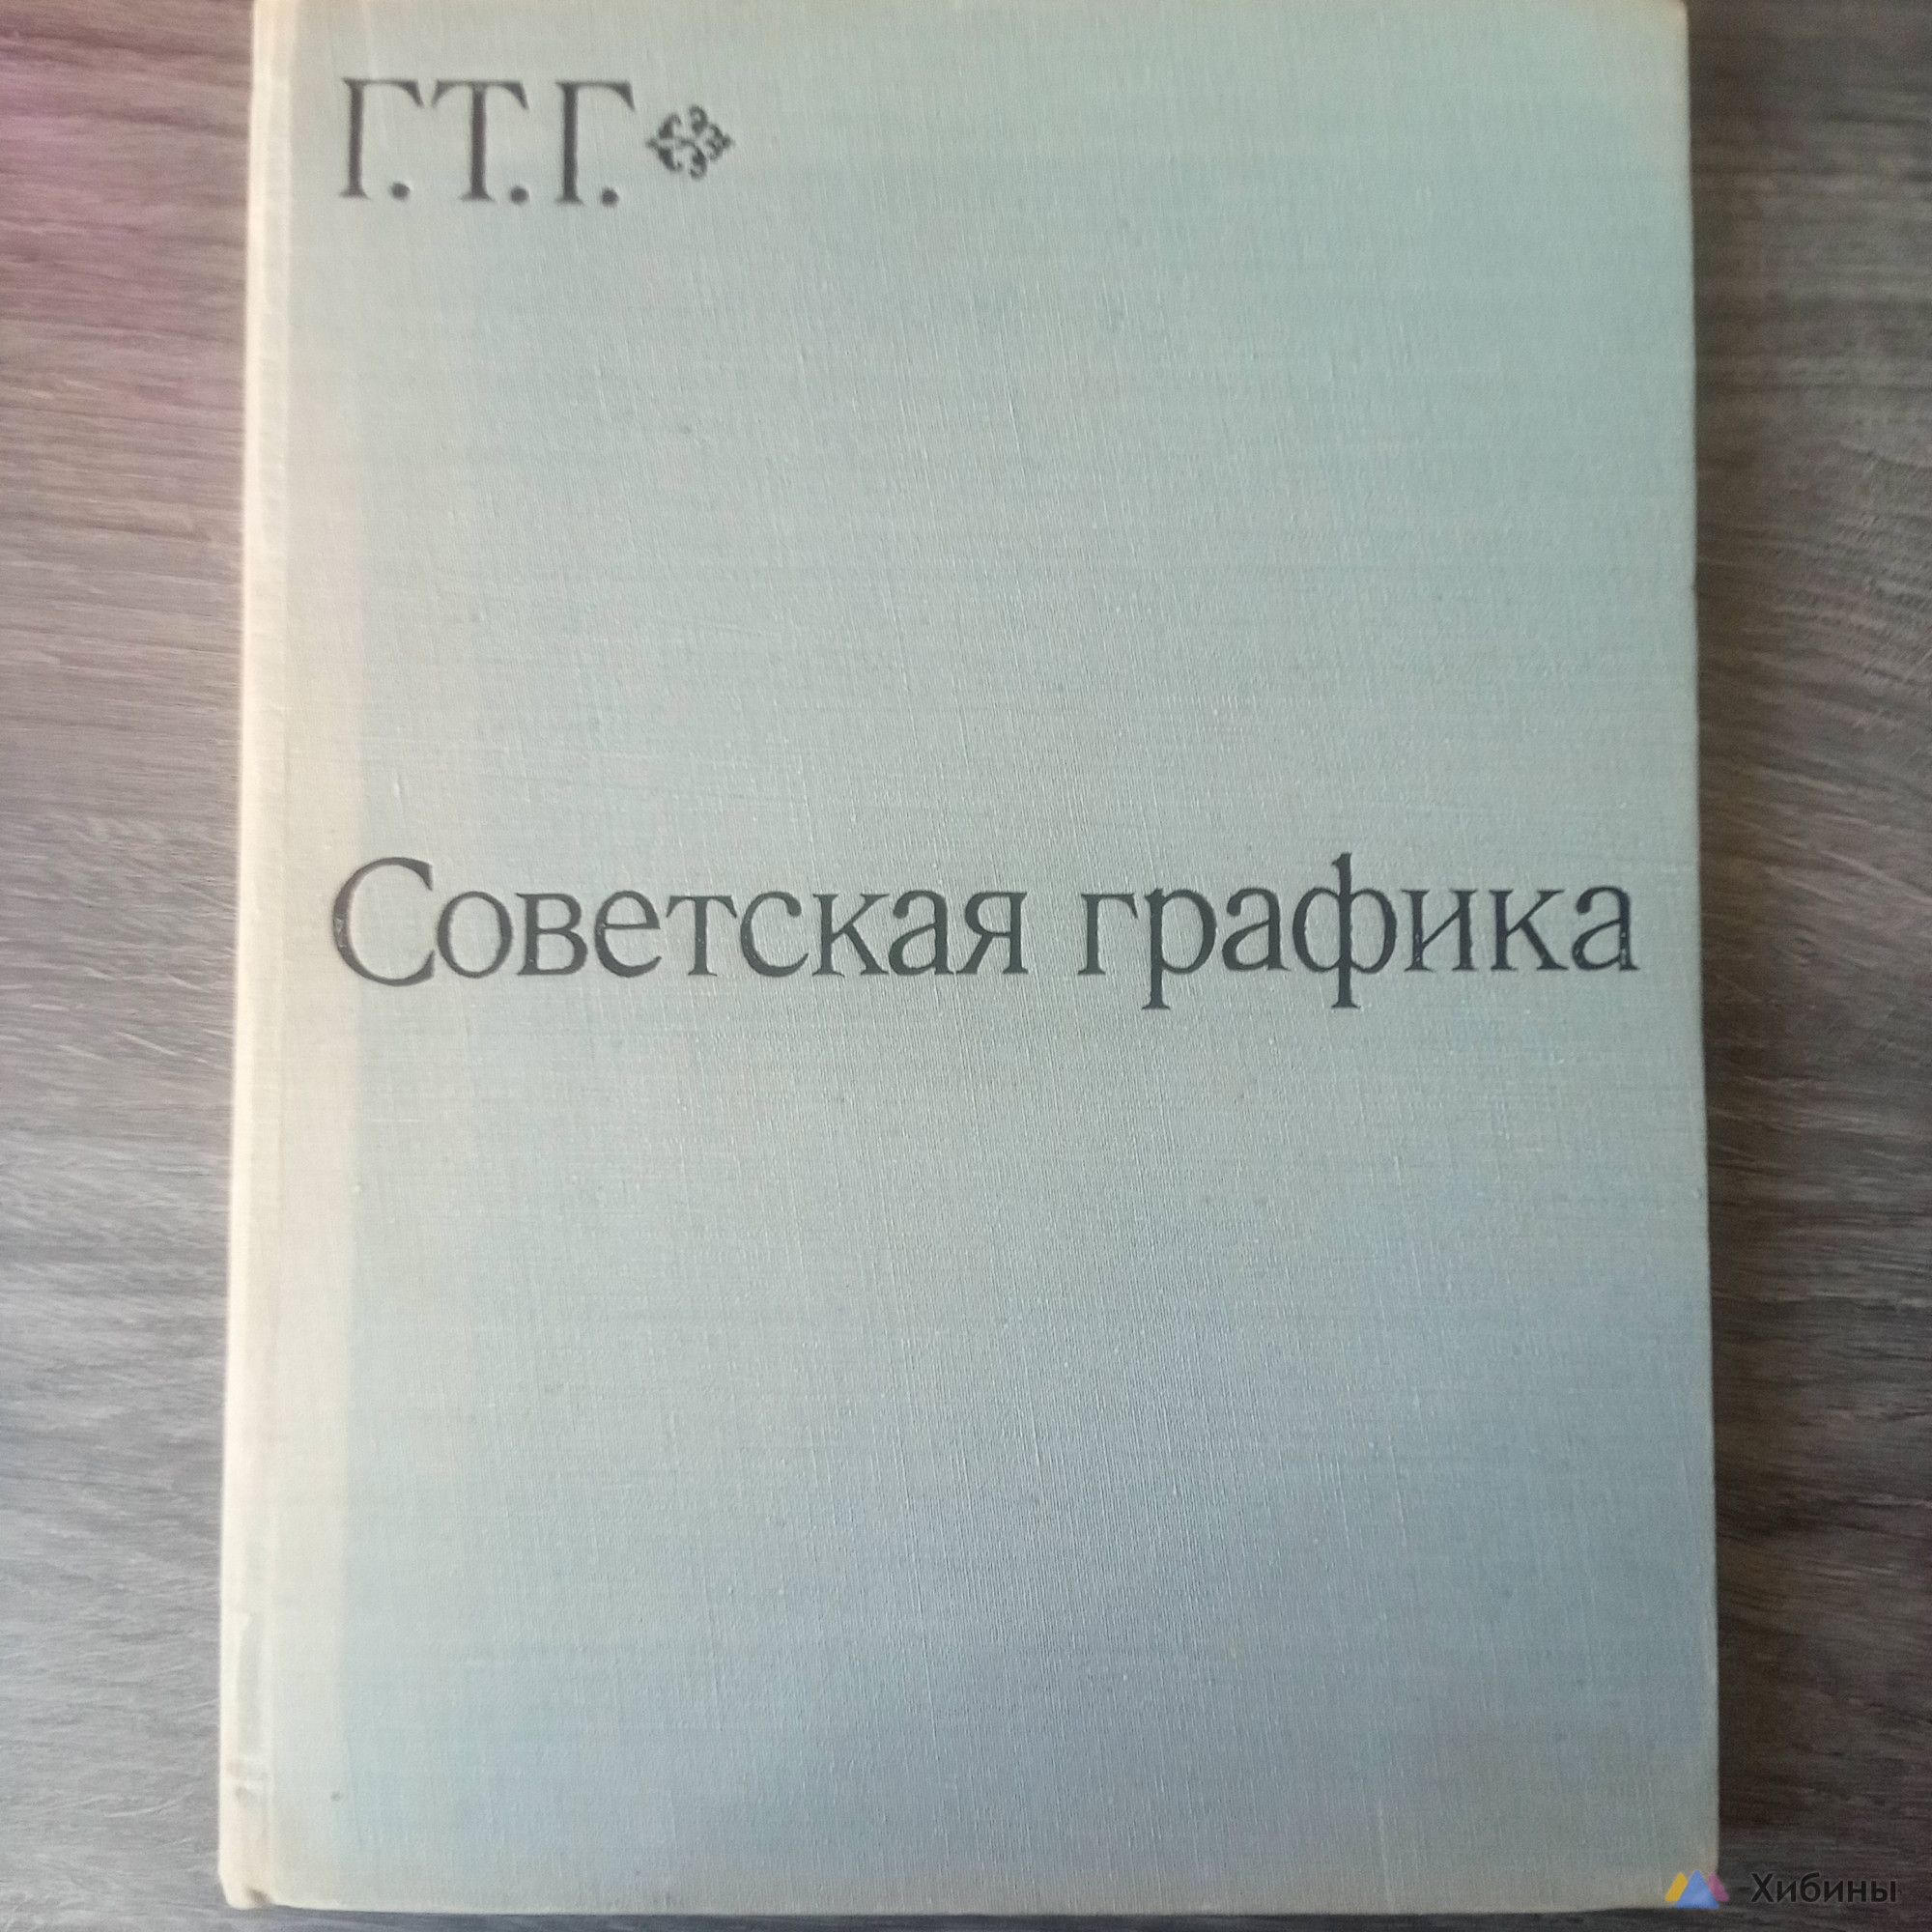 Г.Т.Г.
Советская графика
Хибины